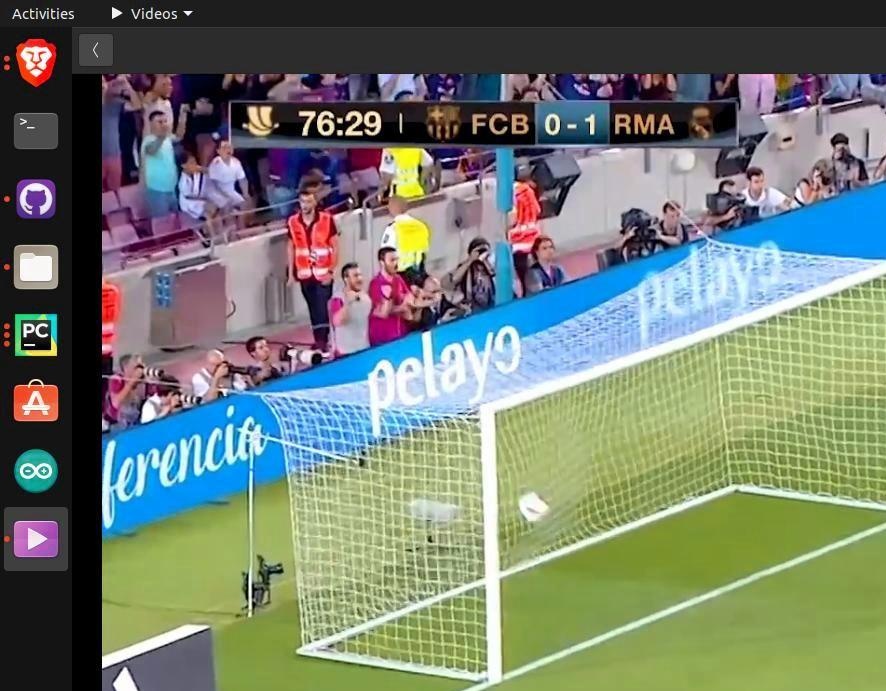 Activities
Videos
76:29 | FCB 0-1 RMA
pelayo
pelayo
ferencia
>_
PC